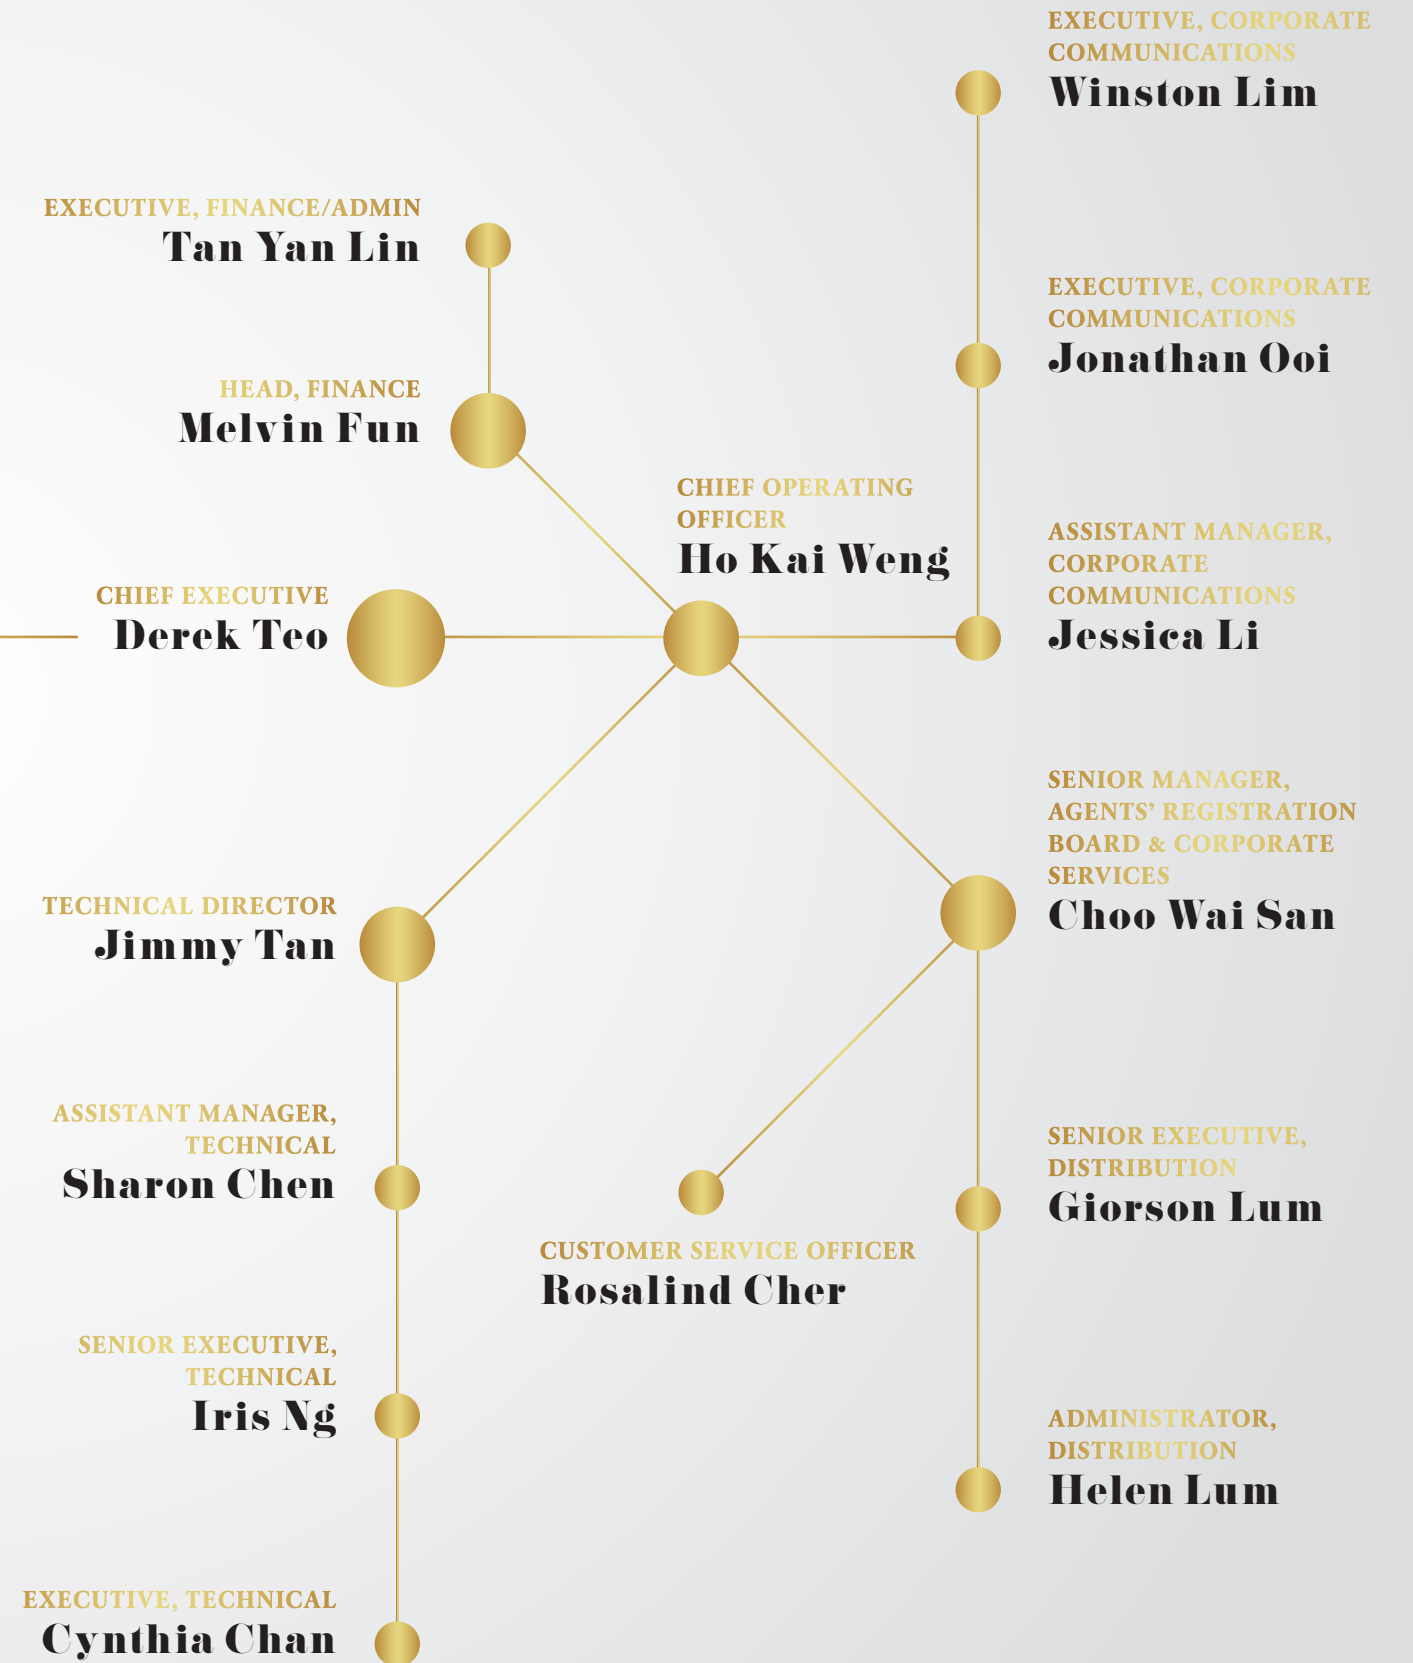 EXECUTIVE, CORPORATE
COMMUNICATIONS
Winston Lim
EXECUTIVE, FINANCE/ADMIN
Tan Yan Lin
EXECUTIVE, CORPORATE
COMMUNICATIONS
Jonathan Ooi
HEAD, FINANCE
Melvin Fun
CHIEF OPERATING
OFFICER
Ho Kai Weng
ASSISTANT MANAGER,
CORPORATE
COMMUNICATIONS
Jessica Li
CHIEF EXECUTIVE
Derek Teo
SENIOR MANAGER,
AGENTS’ REGISTRATION
BOARD & CORPORATE
SERVICES
Choo Wai San
TECHNICAL DIRECTOR
Jimmy Tan
ASSISTANT MANAGER,
TECHNICAL
Sharon Chen
SENIOR EXECUTIVE,
DISTRIBUTION
Giorson Lum
CUSTOMER SERVICE OFFICER
Rosalind Cher
SENIOR EXECUTIVE,
TECHNICAL
Iris Ng
ADMINISTRATOR,
DISTRIBUTION
Helen Lum
EXECUTIVE, TECHNICAL
Cynthia Chan